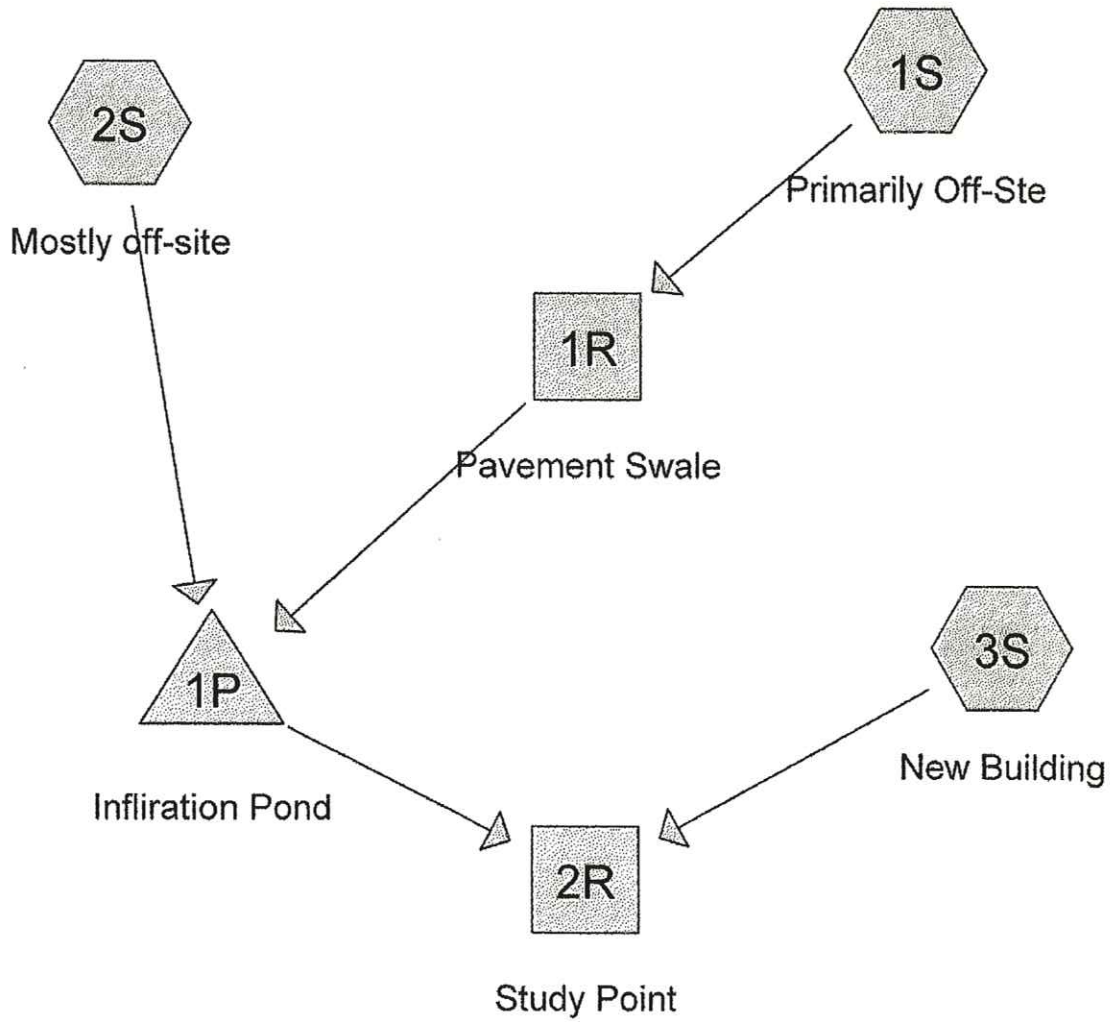 1S
2S
Primarily Off-Ste
Mostly off-site
1R
Pavement Swale
3S
1P
New Building
Infliration Pond
2R
Study Point